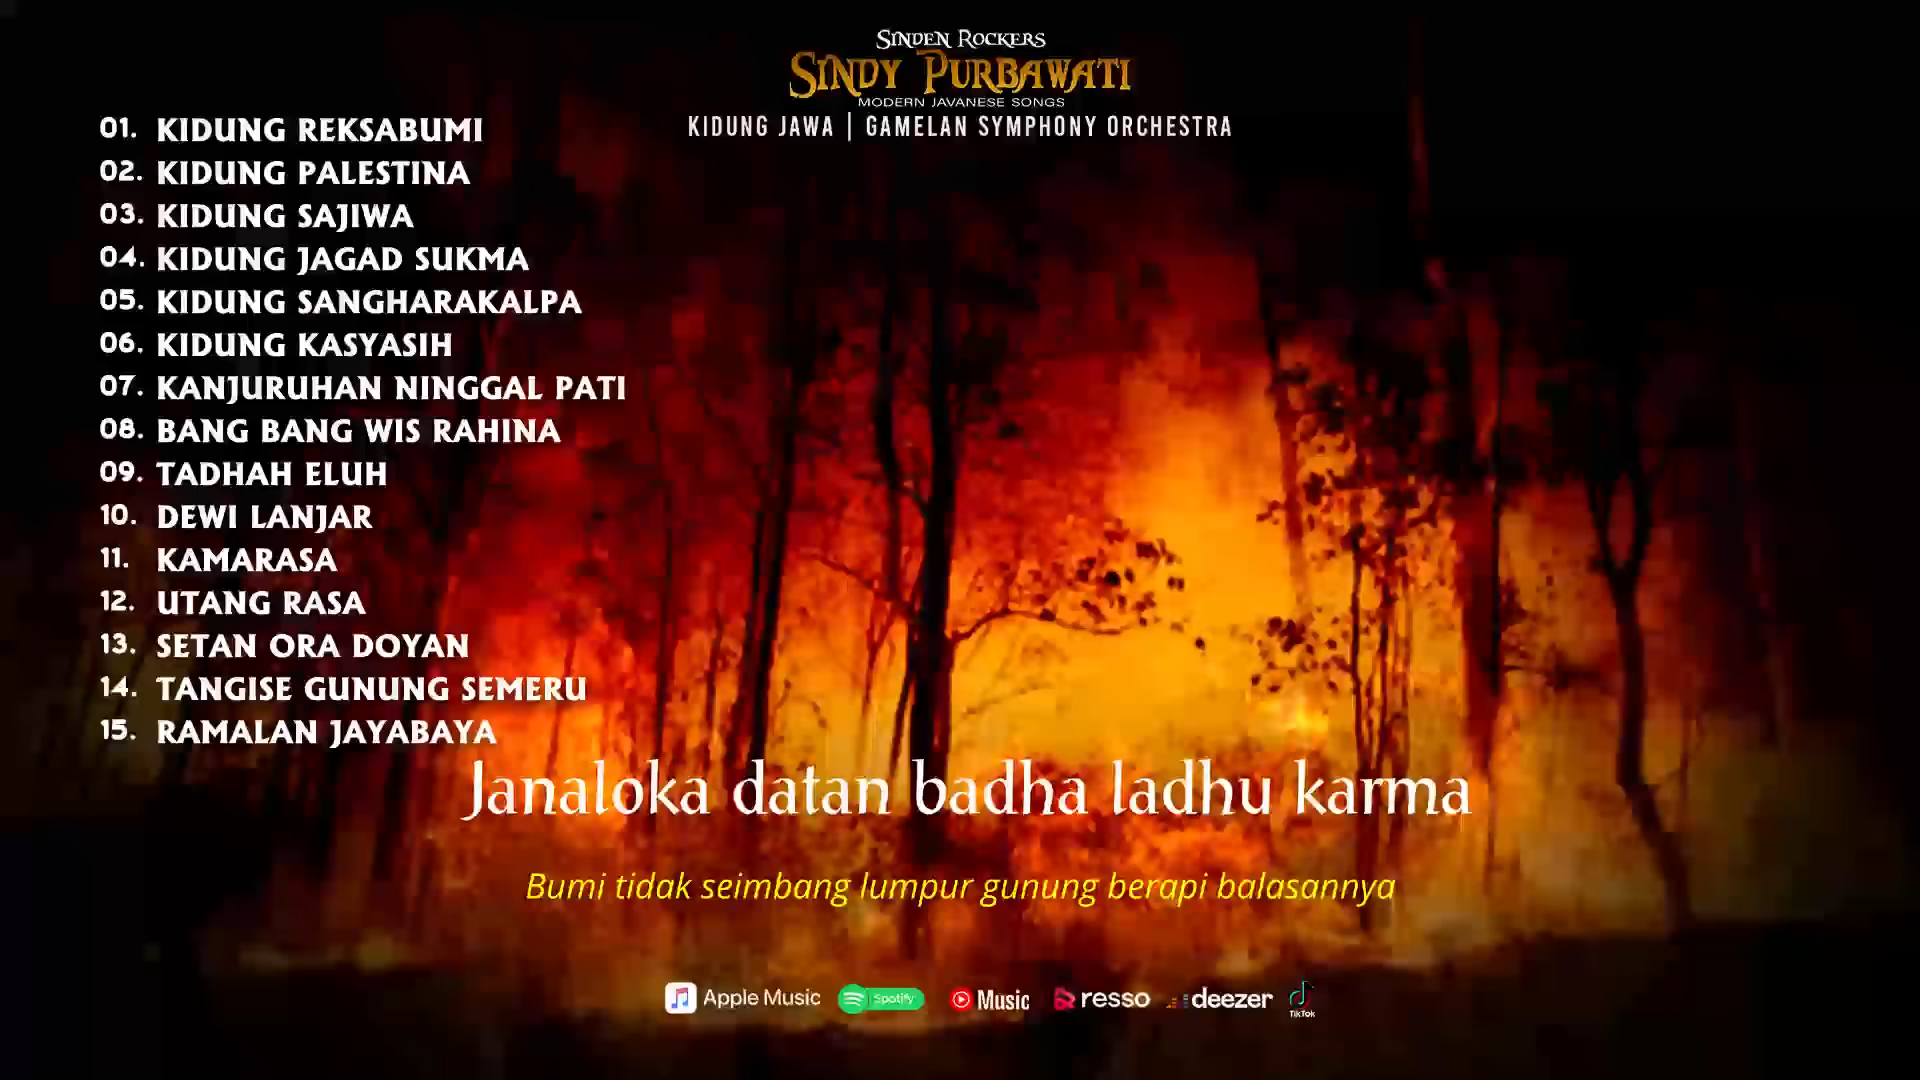 SINDEN ROCKERS
SINDY PURBAWATI
MODERN JAVANESE SONGS
KIDUNG JAWA | GAMELAN SYMPHONY ORCHESTRA
01. KIDUNG REKSABUMI
02. KIDUNG PALESTINA
03. KIDUNG SAJIWA
04. KIDUNG JAGAD SUKMA
05. KIDUNG SANGHARAKALPA
06. KIDUNG KASYASIH
07. KANJURUHAN NINGGAL PATI
08. BANG BANG WIS RAHINA
09. TADHAH ELUH
10. DEWI LANJAR
11. KAMARASA
12. UTANG RASA
13. SETAN ORA DOYAN
14. TANGISE GUNUNG SEMERU
15. RAMALAN JAYABAYA
Janaloka datan badha ladhu karma
Bumi tidak seimbang lumpur gunung berapi balasannya
Apple Music Spotify Music resso deezer TikTok